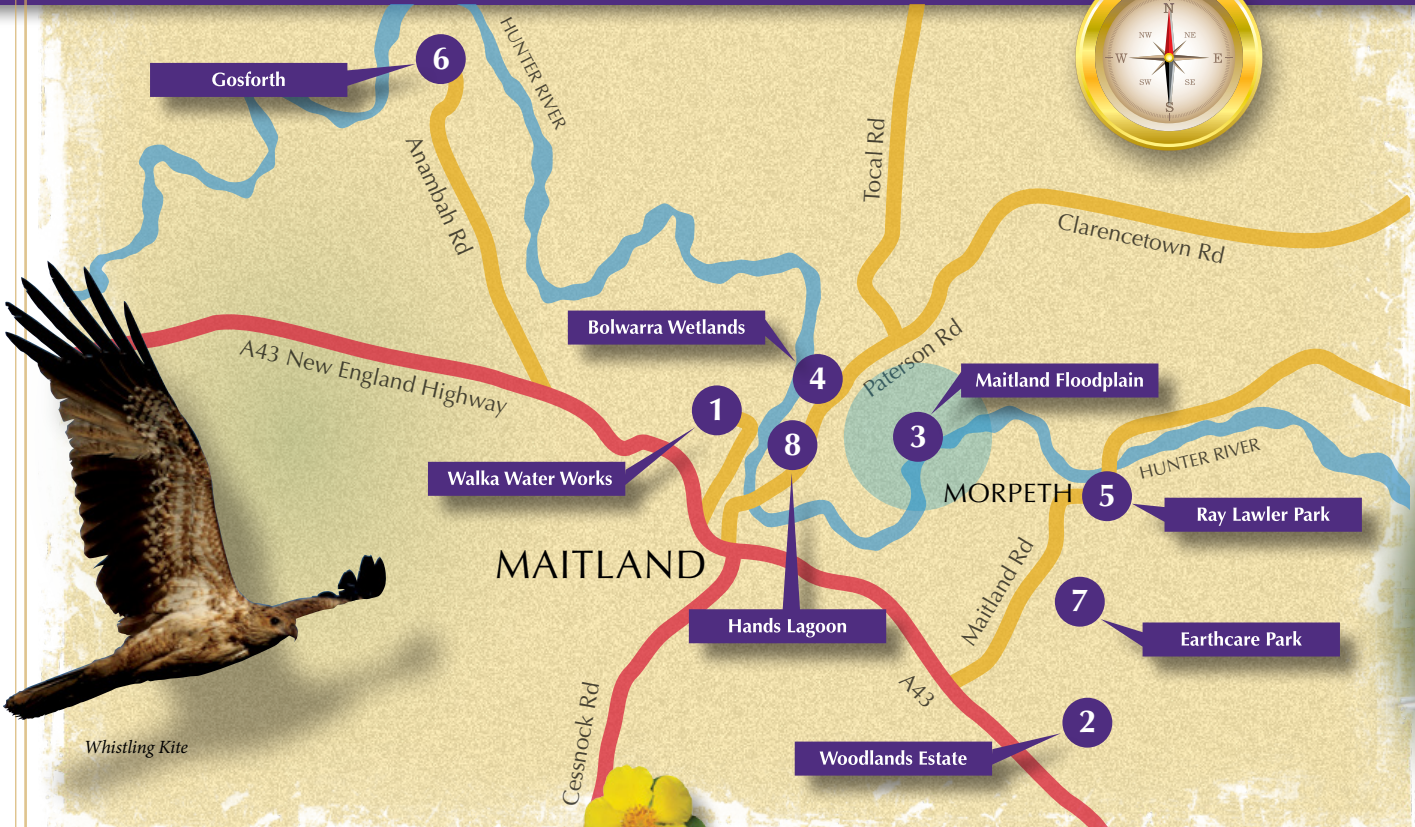 N
NW
NE
W
E
SW
SE
S
HUNTER RIVER
6
Gosforth
Anambah Rd
Tocal Rd
Clarencetown Rd
Bolwarra Wetlands
4
Paterson Rd
A43 New England Highway
Maitland Floodplain
1
8
3
Walka Water Works
HUNTER RIVER
MORPETH
5
Ray Lawler Park
MAITLAND
Maitland Rd
7
Hands Lagoon
Earthcare Park
A43
2
Woodlands Estate
Cessnock Rd
Whistling Kite